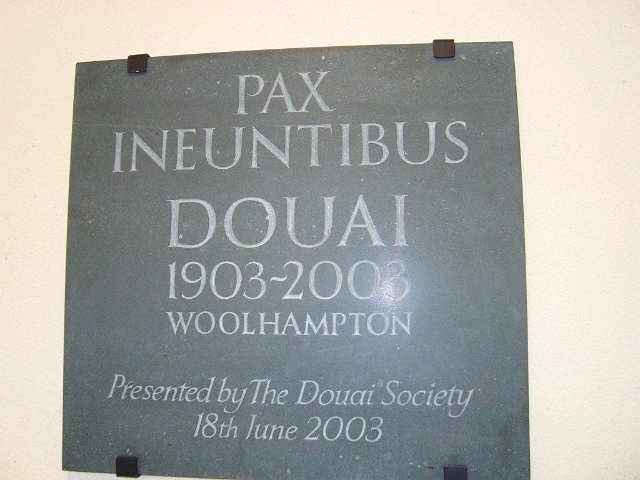 PAX
INEUNTIBUS
DOUAI
1903~2003
WOOLHAMPTON
Presented by The Douai Society
18th June 2003